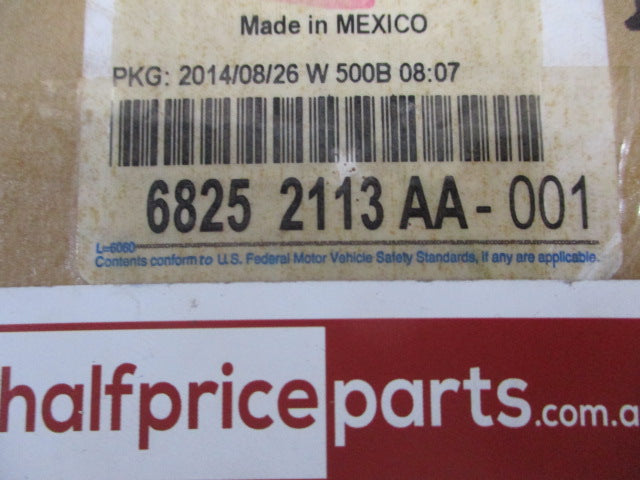 Made in MEXICO
PKG: 2014/08/26 W 500B 08:07
6825 2113 AA - 001
L=6060
Contents conform to U.S. Federal Motor Vehicle Safety Standards, if any are applicable.
halfpriceparts.com.a